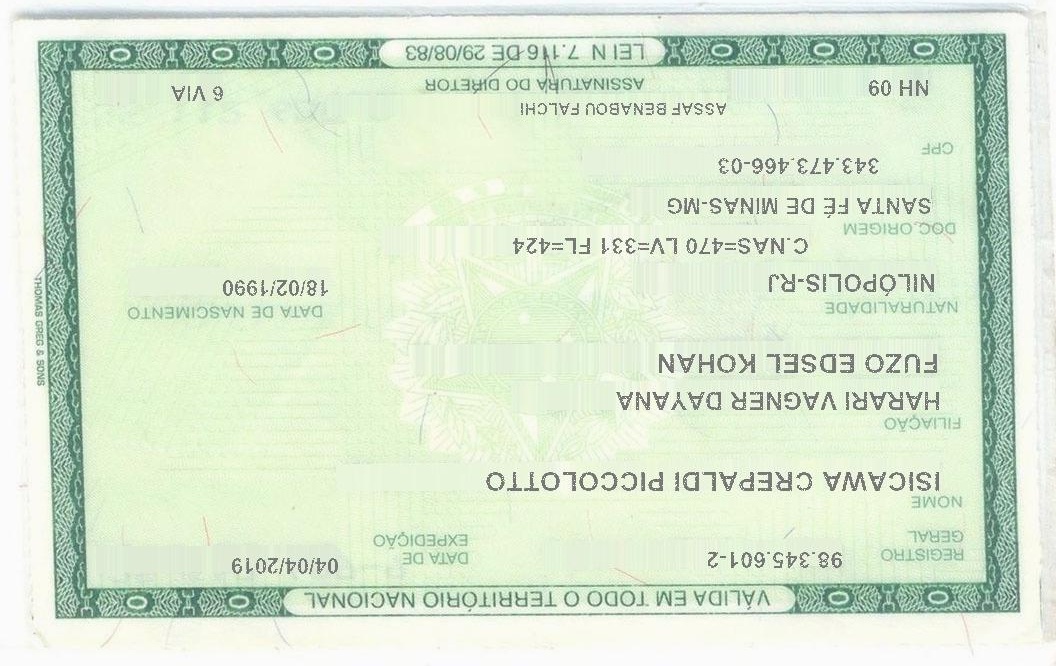 VÁLIDA EM TODO O TERRITÓRIO NACIONAL
REGISTRO GERAL 98.345.601-2 DATA DE EXPEDIÇÃO 04/04/2019
NOME
ISICAWA CREPALDI PICCOLOTTO
FILIAÇÃO
HARARI VAGNER DAYANA
FUZO EDSEL KOHAN
NATURALIDADE DATA DE NASCIMENTO
NILÓPOLIS-RJ 18/02/1990
C.NAS=470 LV=331 FL=424
DOC.ORIGEM
SANTA FÉ DE MINAS-MG
343.473.466-03
CPF
ASSAF BENABOU FALCHI
NH 09 6 VIA
ASSINATURA DO DIRETOR
LEI N 7.116 DE 29/08/83
THOMAS GREG & SONS